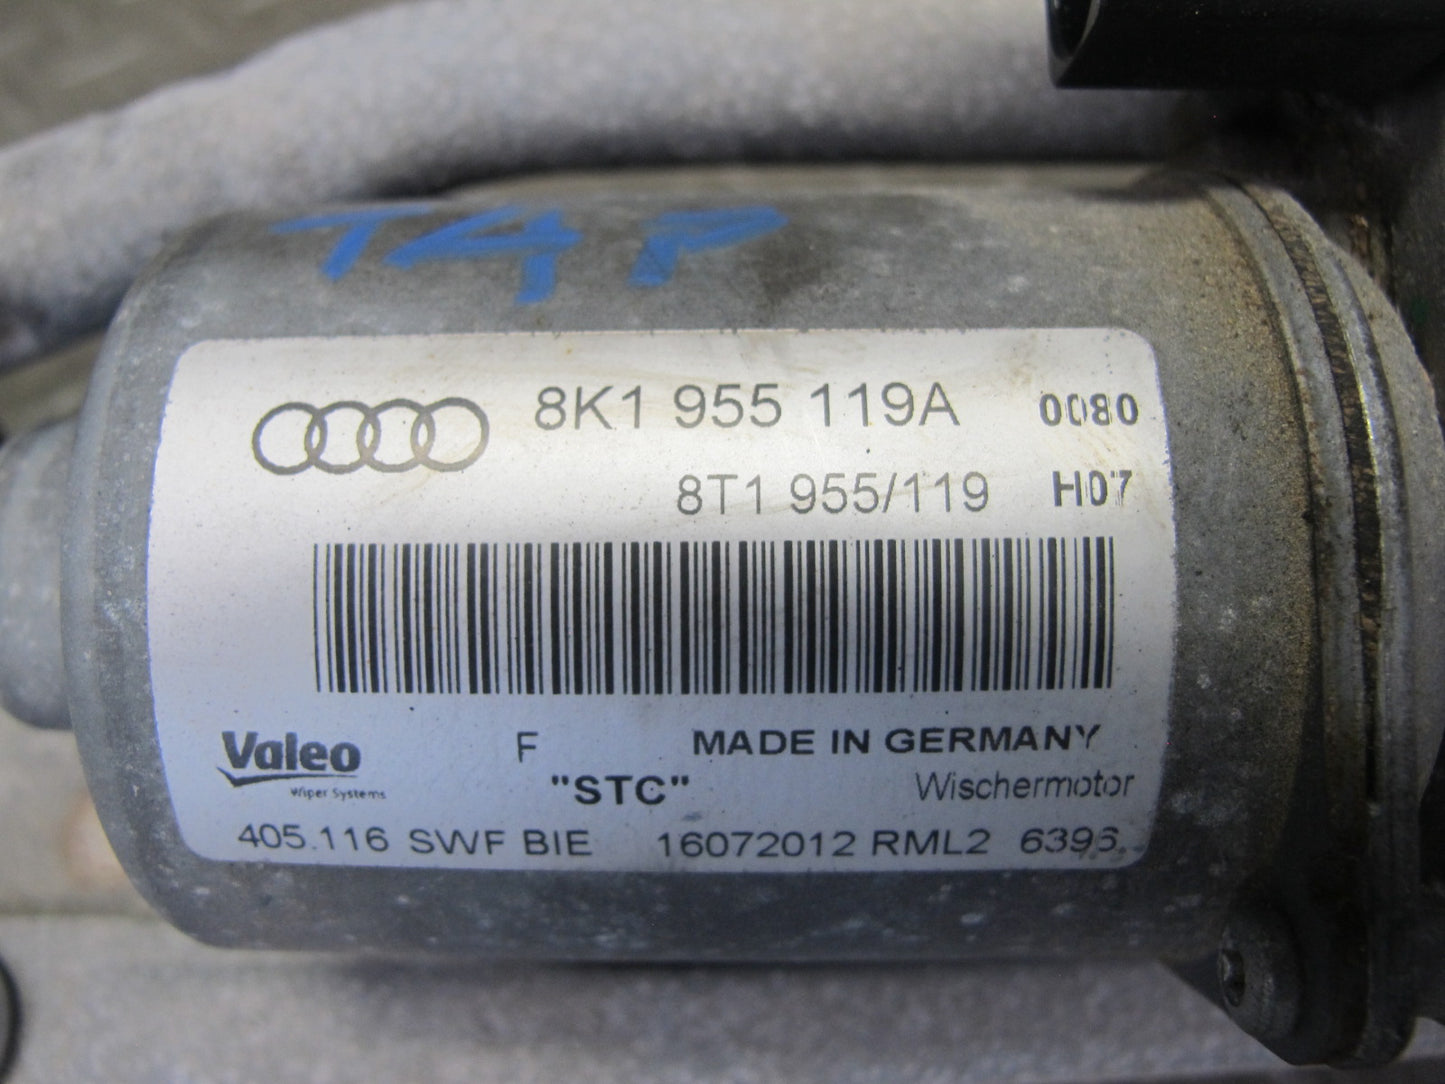 T4P
8K1 955 119A 0080
8T1 955/119 H07
Valeo F MADE IN GERMANY
Wiper Systems "STC" Wischermotor
405.116 SWF BIE 16072012 RML2 6396